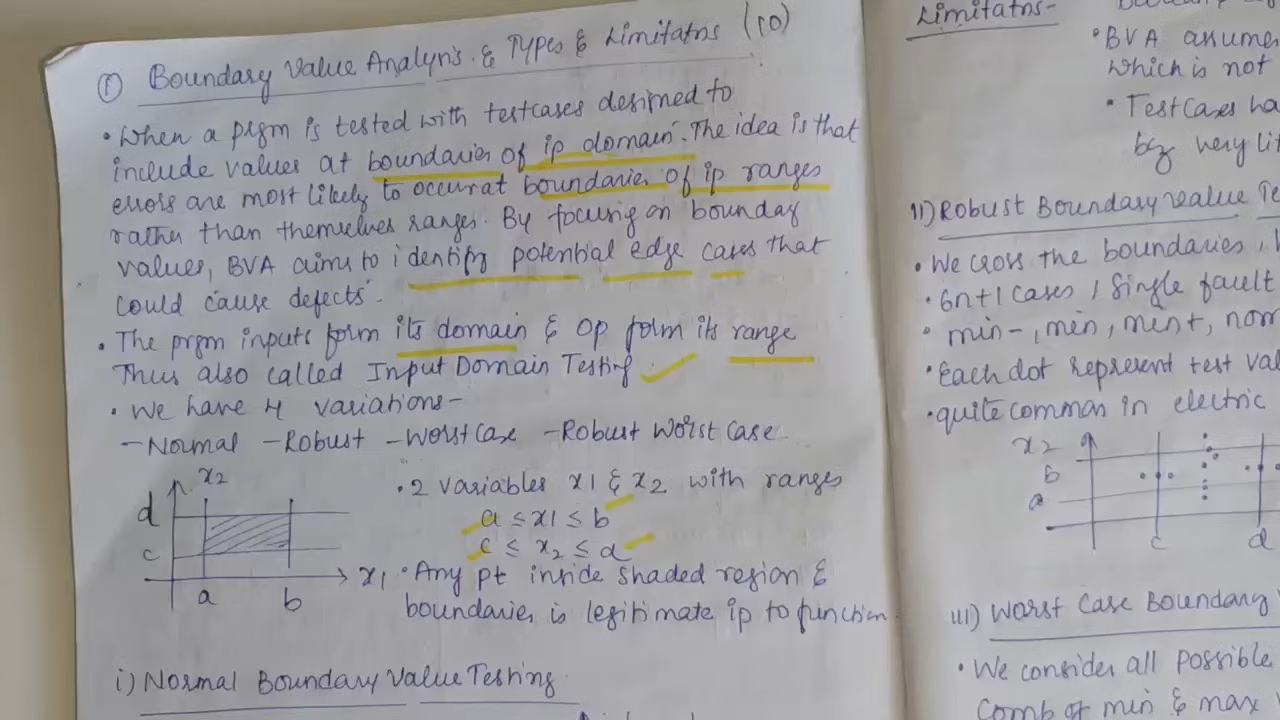 ① Boundary Value Analysis & Types & Limitatns (10)
• When a prgm is tested with testcases designed to
include values at boundaries of ip domain. The idea is that
errors are most likely to occur at boundaries of ip ranges
rather than themselves ranges. By focusing on boundary
values, BVA aims to identify potential edge cases that
could cause defects.
• The prgm inputs form its domain & op form its range
Thus also called Input Domain Testing
• We have 4 variations-
-Normal -Robust -Worst case -Robust Worst case
x2
d
c
x1
a b
• 2 variables x1 & x2 with ranges
a ≤ x1 ≤ b
c ≤ x2 ≤ d
• Any pt inside shaded region &
boundaries is legitimate ip to function.
i) Normal Boundary Value Testing
Limitatns-
• BVA assume
which is not
• Test Cases ha
by very lit
ii) Robust Boundary Value Te
• We cross the boundaries,
• 6n+1 cases, Single fault
• min-, min, min+, nom
• Each dot represent test val
• quite common in electric
x2
b
a
c d
iii) Worst Case Boundary
• We consider all possible
Comb of min & max